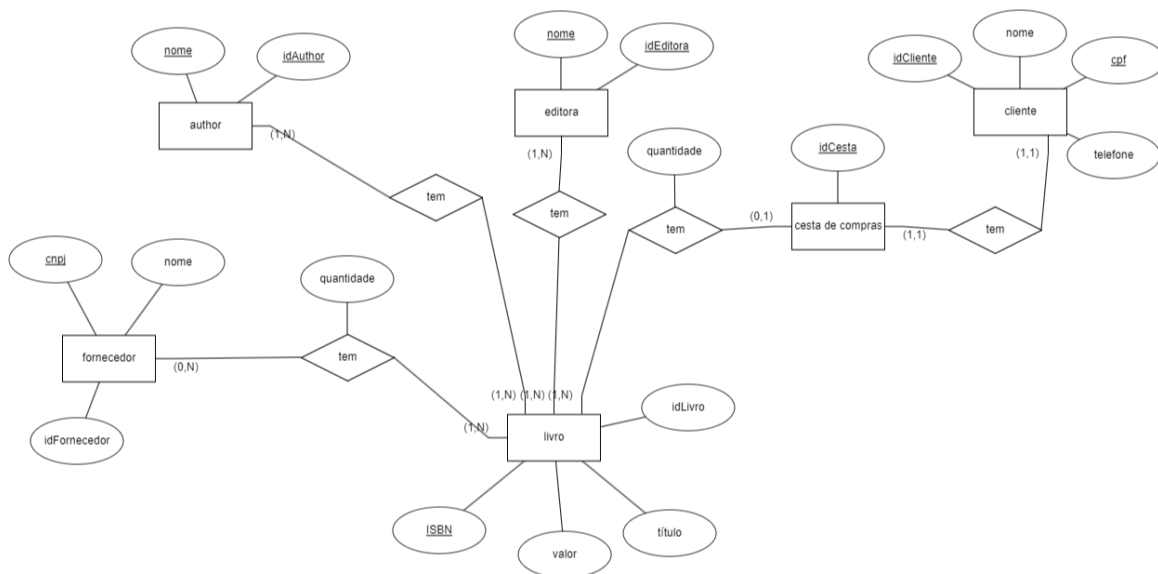 nome
idAuthor
author
(1,N)
tem
nome
idEditora
editora
(1,N)
tem
idCliente
nome
cpf
cliente
telefone
(1,1)
quantidade
idCesta
tem
(0,1)
cesta de compras
(1,1)
tem
cnpj
nome
fornecedor
(0,N)
idFornecedor
quantidade
tem
(1,N)
(1,N)
(1,N)
(1,N)
livro
idLivro
ISBN
valor
título